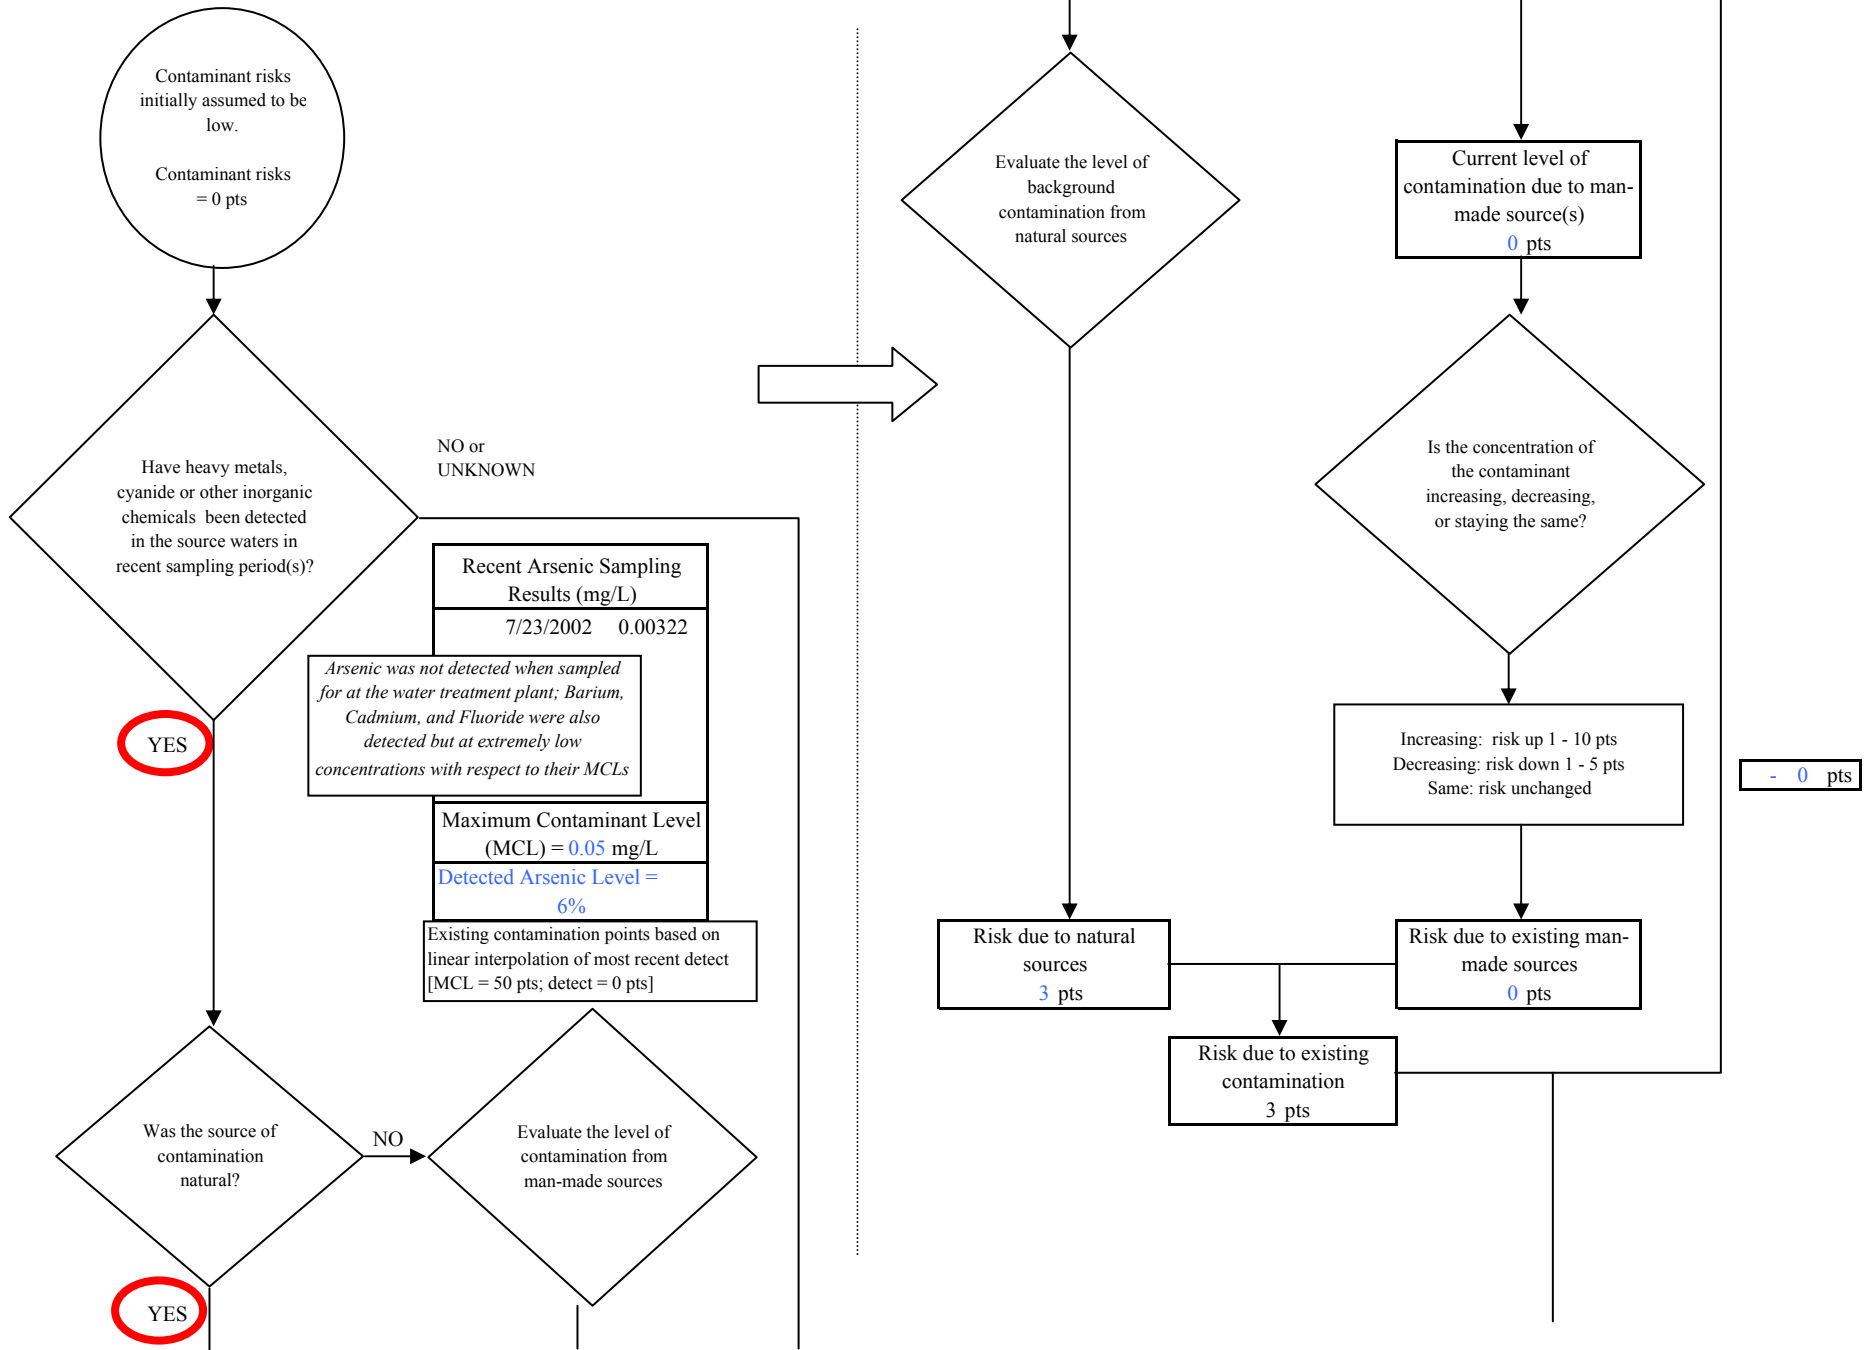 Contaminant risks
initially assumed to be
low.
Contaminant risks
= 0 pts
Have heavy metals,
cyanide or other inorganic
chemicals been detected
in the source waters in
recent sampling period(s)?
NO or
UNKNOWN
YES
Recent Arsenic Sampling
Results (mg/L)
7/23/2002 0.00322
Arsenic was not detected when sampled
for at the water treatment plant; Barium,
Cadmium, and Fluoride were also
detected but at extremely low
concentrations with respect to their MCLs
Maximum Contaminant Level
(MCL) = 0.05 mg/L
Detected Arsenic Level =
6%
Existing contamination points based on
linear interpolation of most recent detect
[MCL = 50 pts; detect = 0 pts]
Was the source of
contamination
natural?
NO
Evaluate the level of
contamination from
man-made sources
YES
Evaluate the level of
background
contamination from
natural sources
Current level of
contamination due to man-
made source(s)
0 pts
Is the concentration of
the contaminant
increasing, decreasing,
or staying the same?
Increasing: risk up 1 - 10 pts
Decreasing: risk down 1 - 5 pts
Same: risk unchanged
- 0 pts
Risk due to natural
sources
3 pts
Risk due to existing man-
made sources
0 pts
Risk due to existing
contamination
3 pts